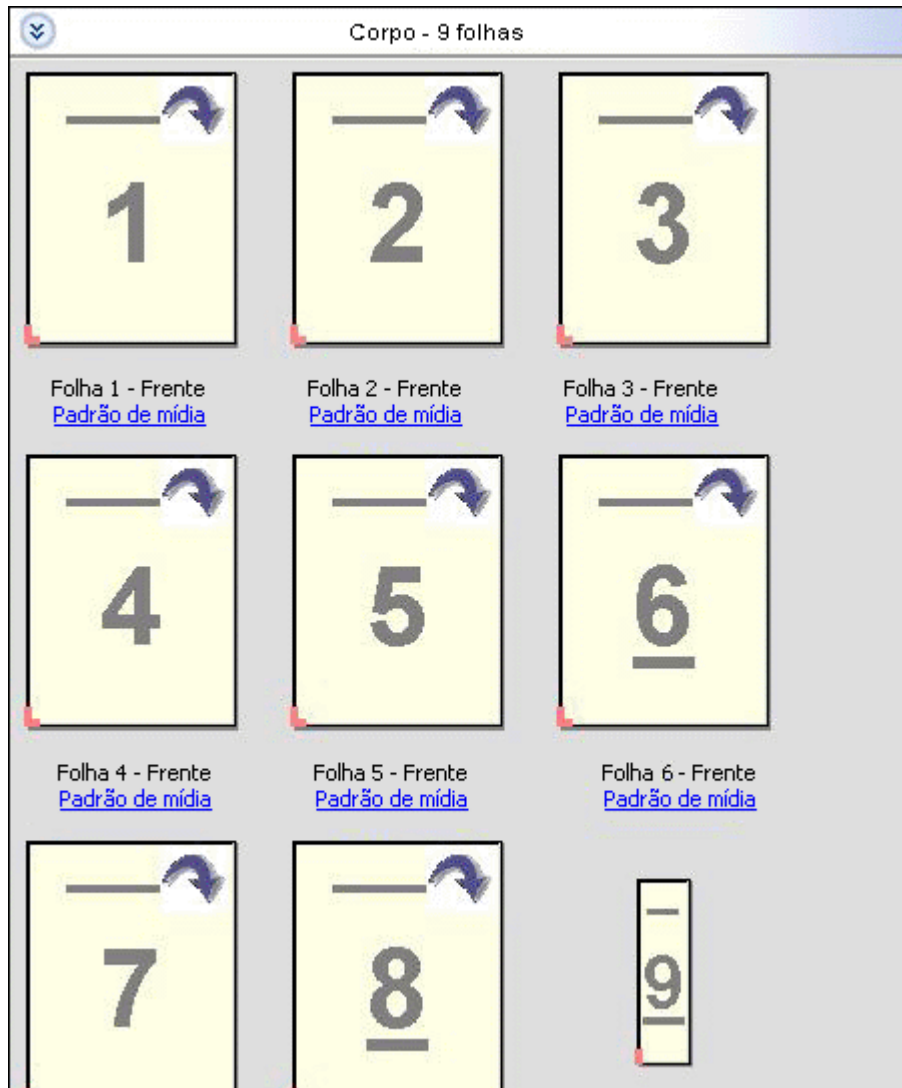 Corpo - 9 folhas
1 2 3
Folha 1 - Frente Folha 2 - Frente Folha 3 - Frente
Padrão de mídia Padrão de mídia Padrão de mídia
4 5 6
Folha 4 - Frente Folha 5 - Frente Folha 6 - Frente
Padrão de mídia Padrão de mídia Padrão de mídia
7 8 9